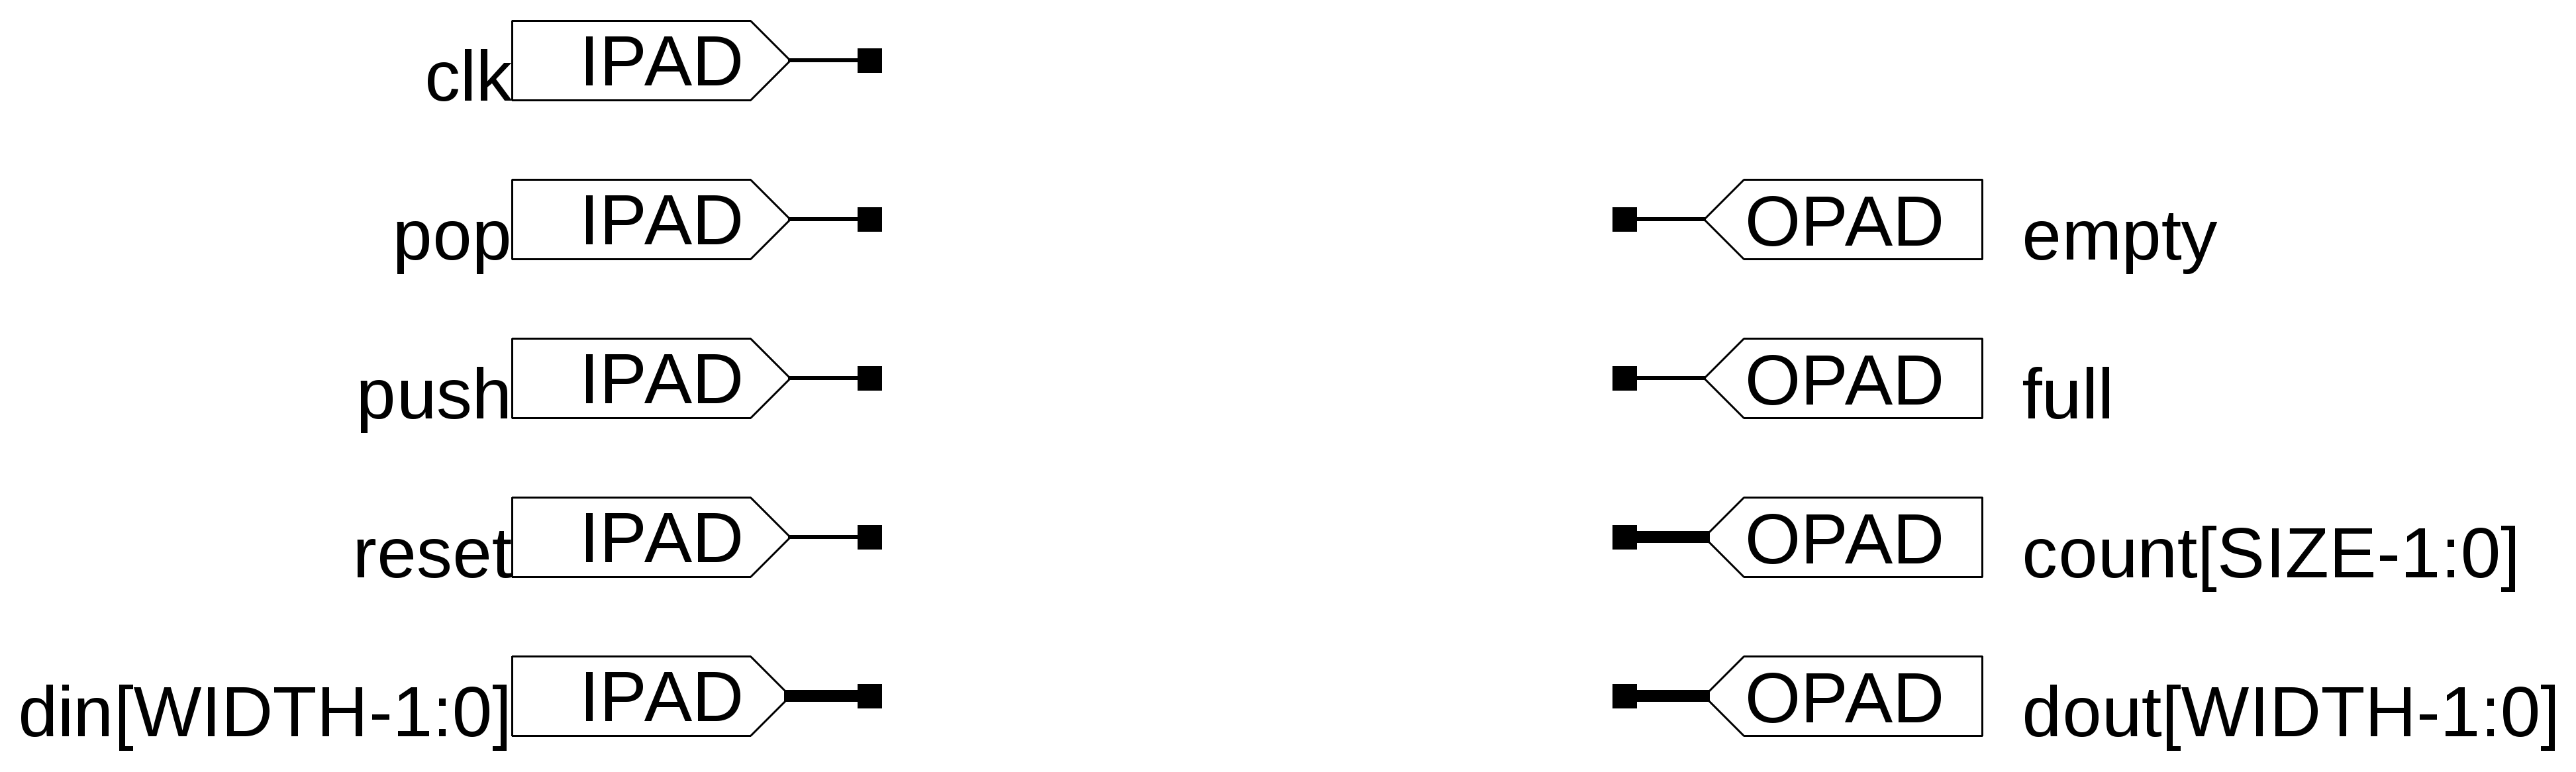 clk IPAD
pop IPAD OPAD empty
push IPAD OPAD full
reset IPAD OPAD count[SIZE-1:0]
din[WIDTH-1:0] IPAD OPAD dout[WIDTH-1:0]